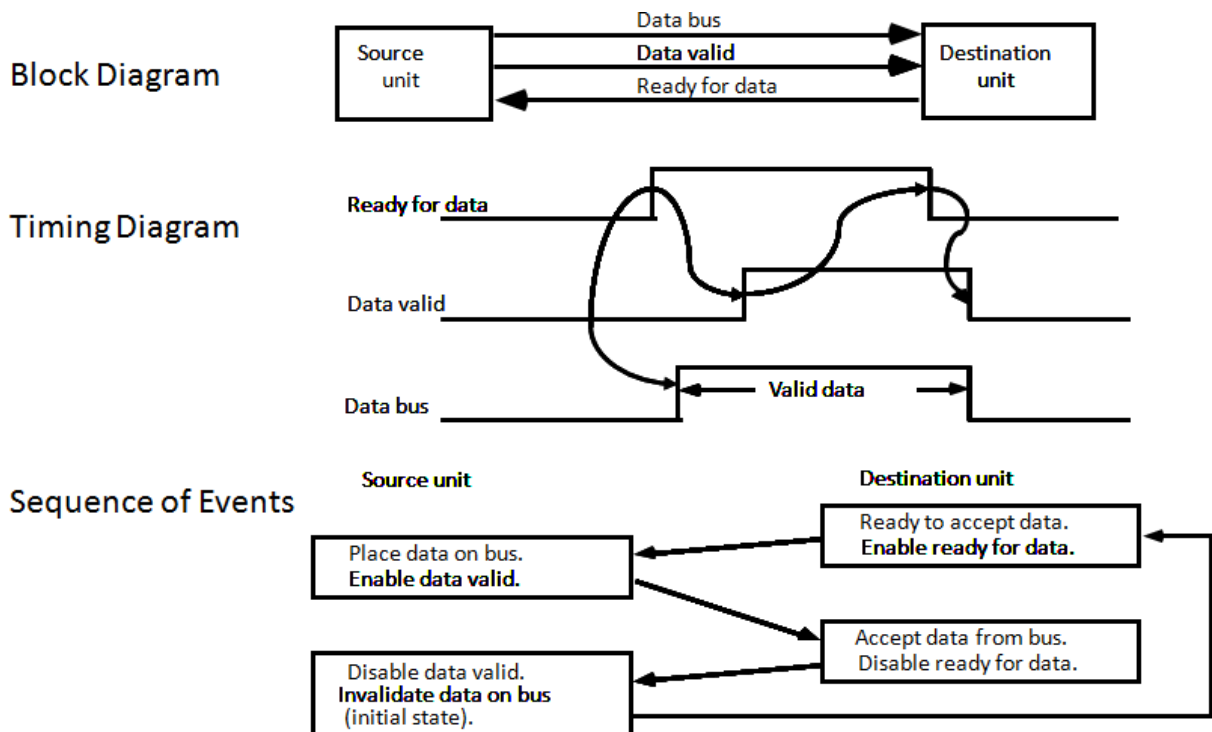 Block Diagram
Source
unit
Data bus
Data valid
Ready for data
Destination
unit
Timing Diagram
Ready for data
Data valid
Data bus
Valid data
Sequence of Events
Source unit
Destination unit
Ready to accept data.
Enable ready for data.
Place data on bus.
Enable data valid.
Accept data from bus.
Disable ready for data.
Disable data valid.
Invalidate data on bus
(initial state).